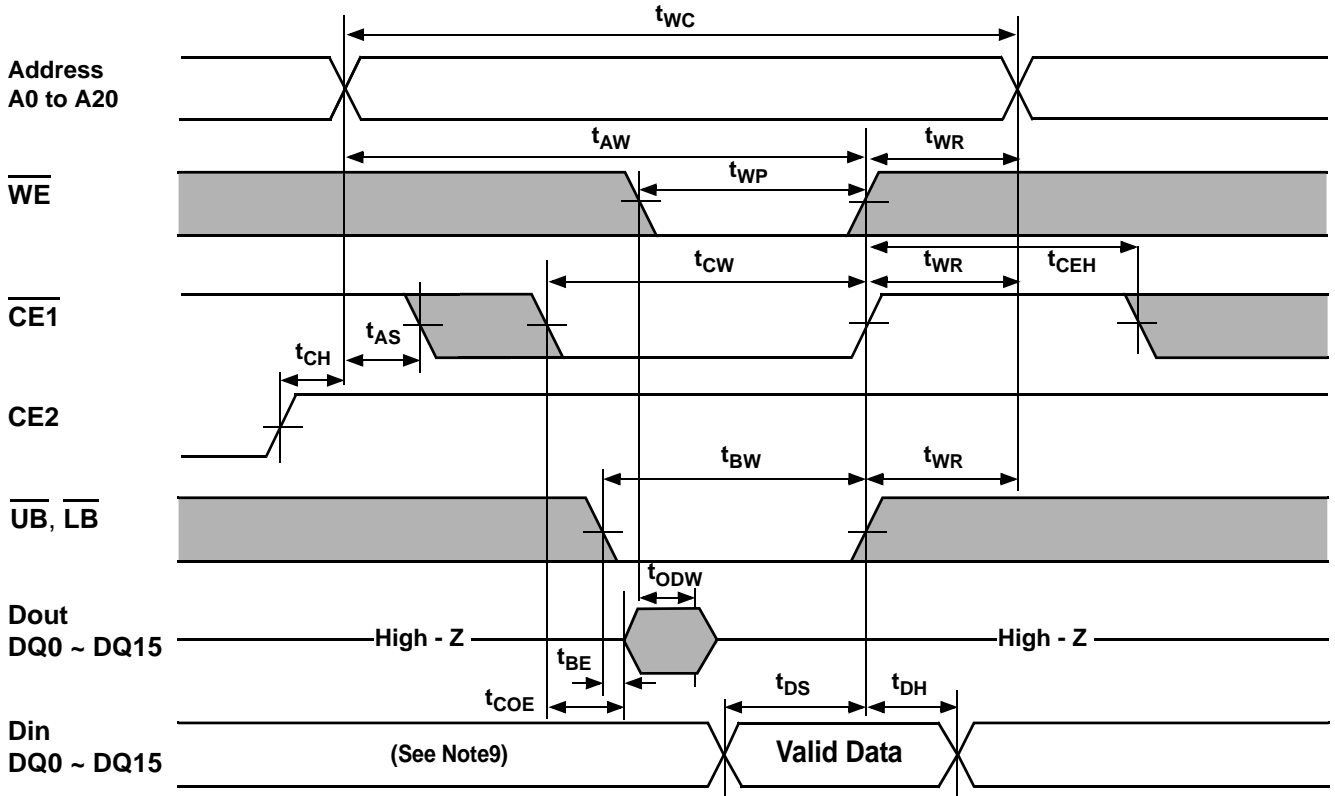 tWC
Address
A0 to A20
tAW
tWR
WE
tWP
tCW
tWR
tCEH
CE1
tAS
tCH
CE2
tBW
tWR
UB, LB
tODW
Dout
DQ0 ~ DQ15
High - Z
High - Z
tBE
tDS
tDH
tCOE
Din
DQ0 ~ DQ15
(See Note9)
Valid Data